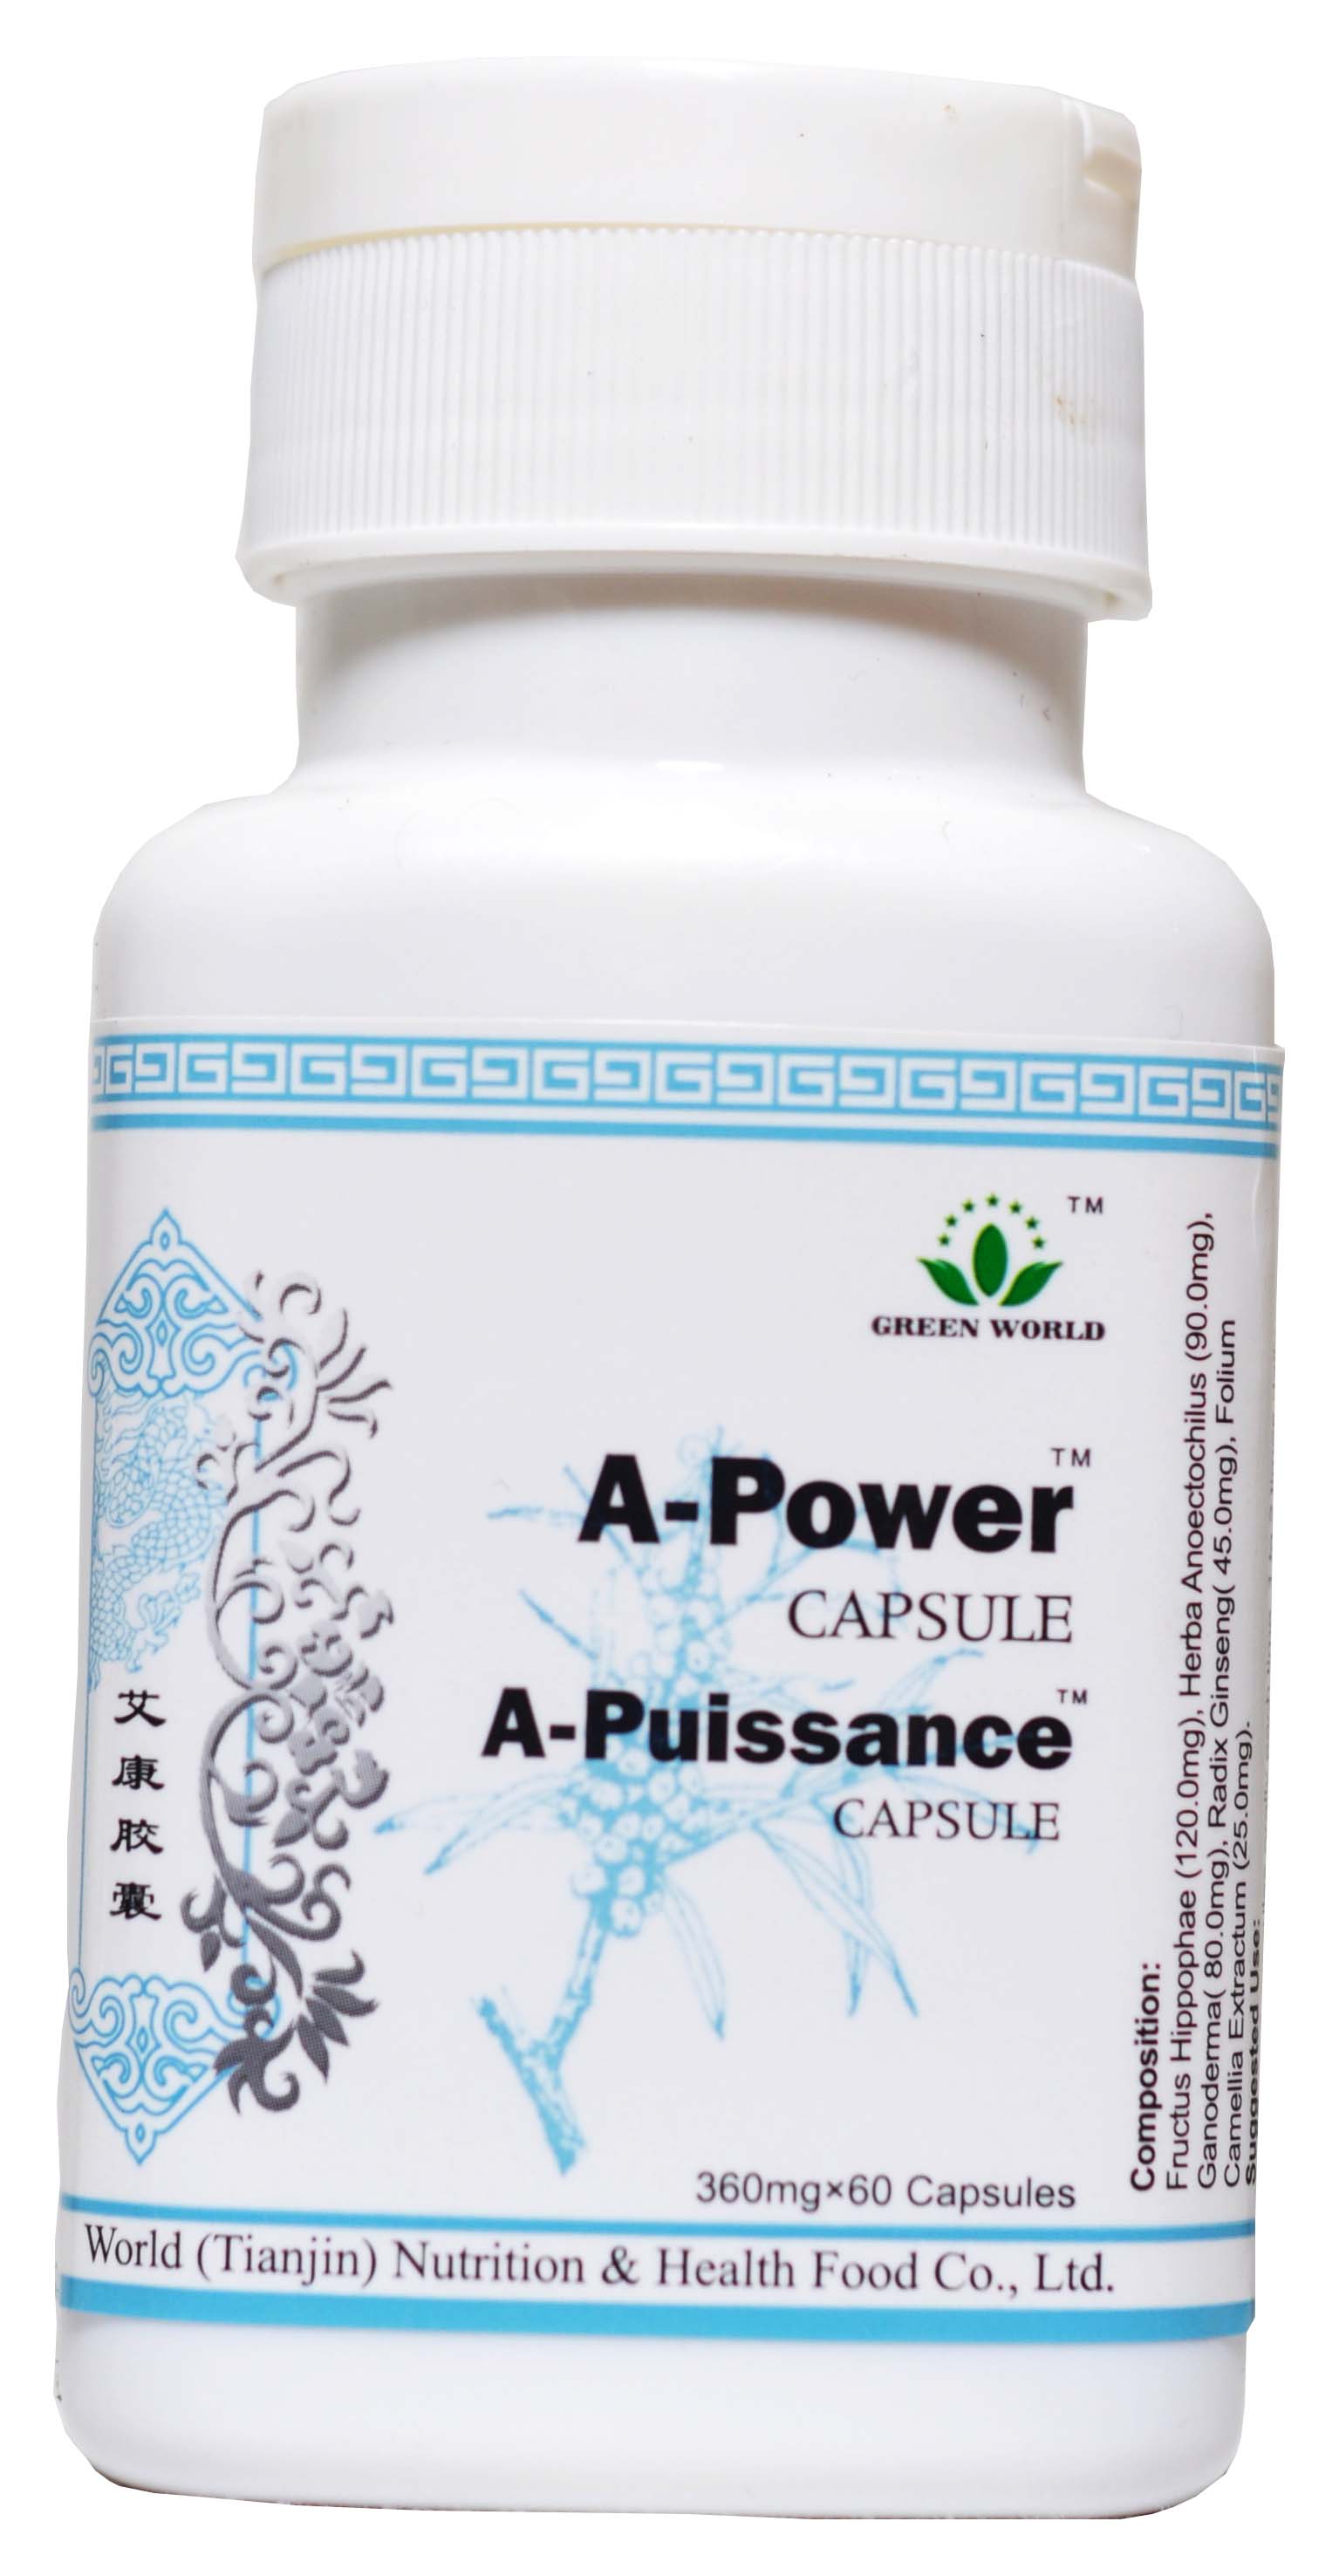 TM
GREEN WORLD
A-Power™
CAPSULE
A-Puissance™
CAPSULE
艾康胶囊
360mg×60 Capsules
World (Tianjin) Nutrition & Health Food Co., Ltd.
Composition:
Fructus Hippophae (120.0mg), Herba Anoectochilus (90.0mg),
Ganoderma( 80.0mg), Radix Ginseng( 45.0mg), Folium
Camellia Extractum (25.0mg).
Suggested Use: